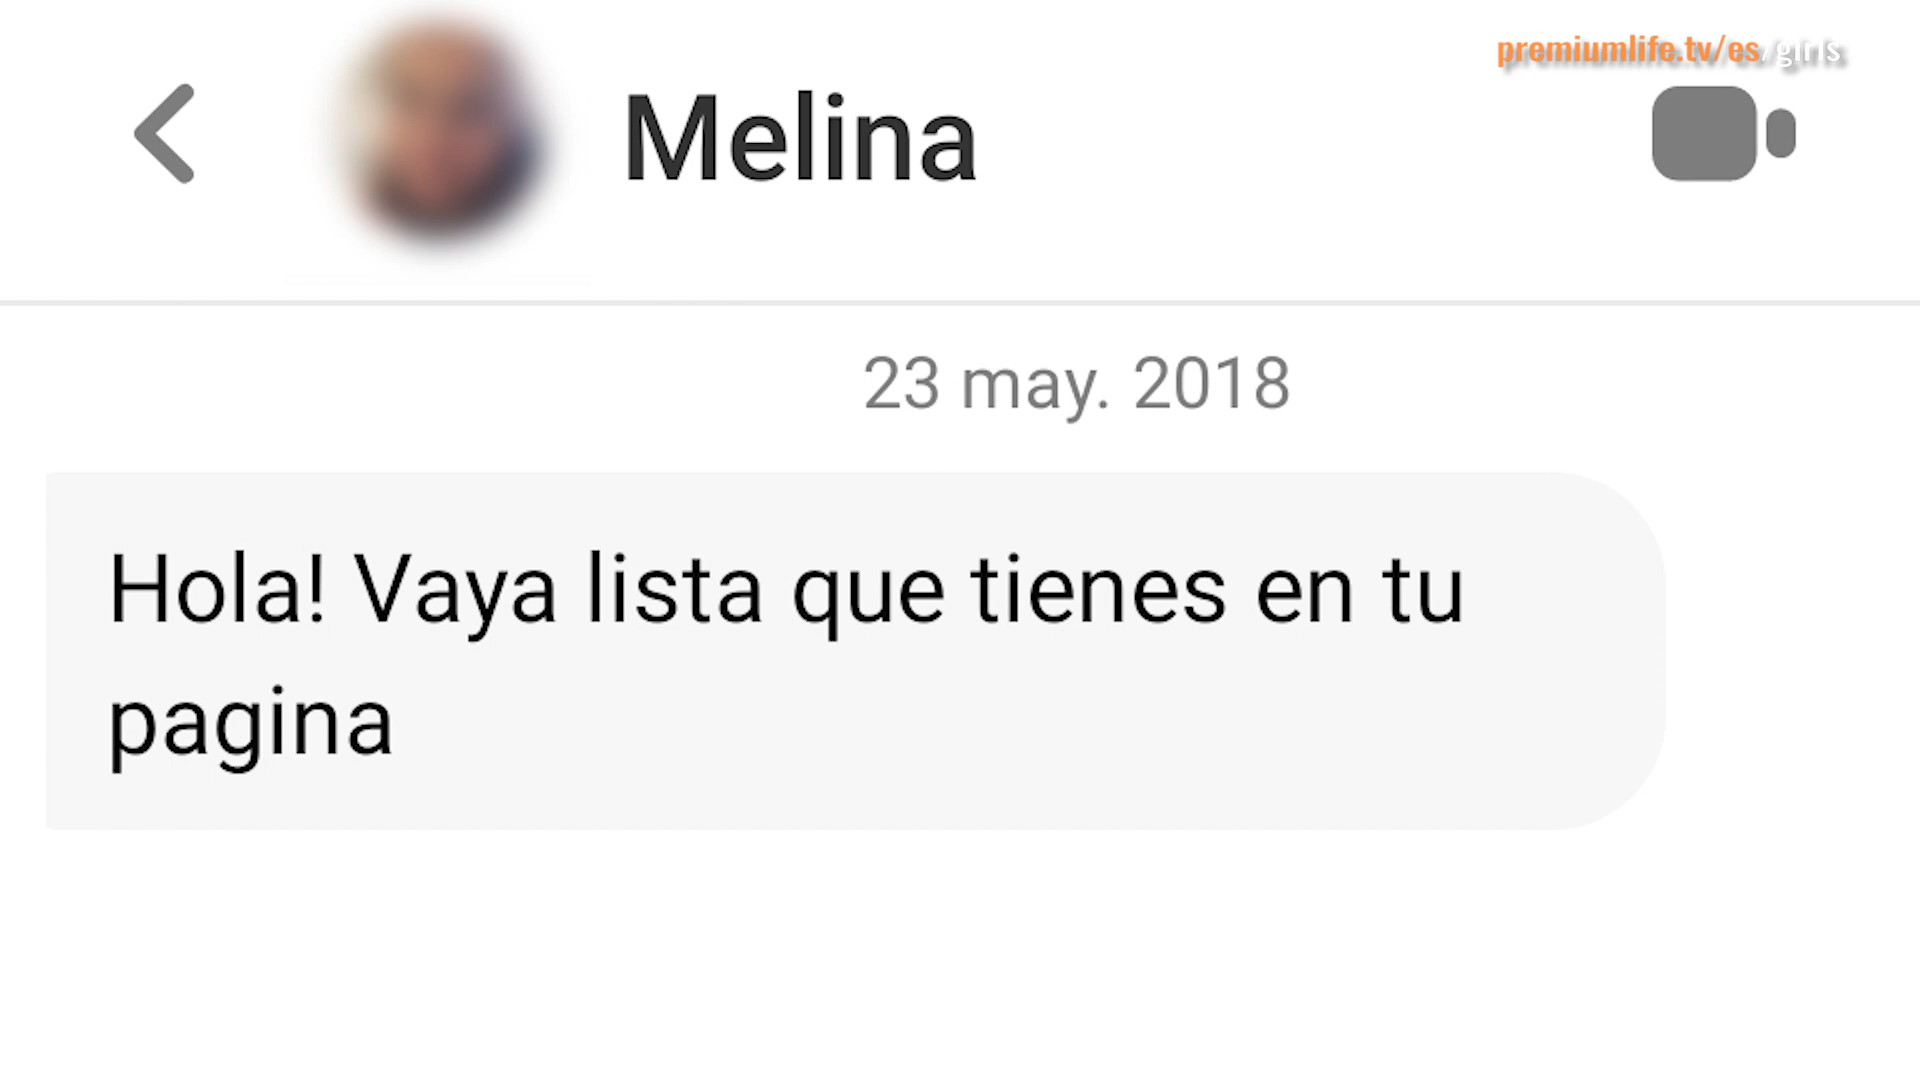 premiumlife.tv/es/girls
Melina
23 may. 2018
Hola! Vaya lista que tienes en tu
pagina